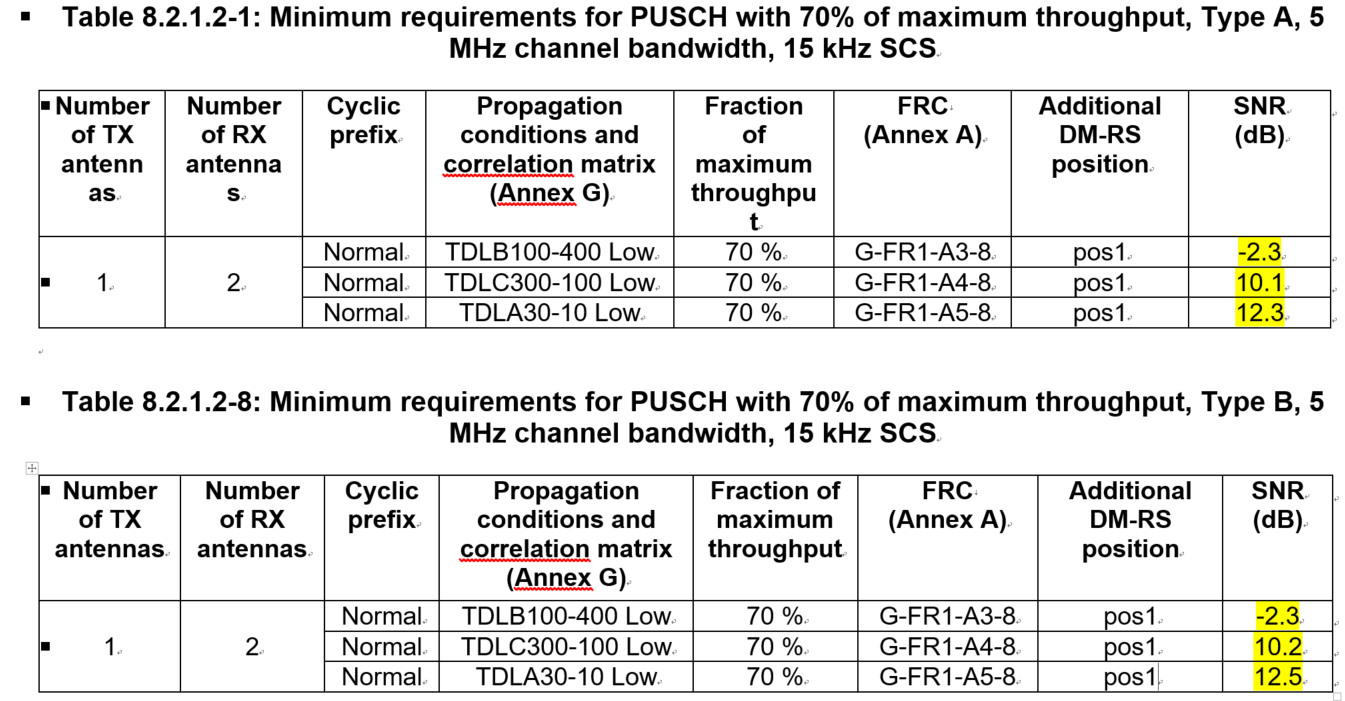 Table 8.2.1.2-1: Minimum requirements for PUSCH with 70% of maximum throughput, Type A, 5
MHz channel bandwidth, 15 kHz SCS
Number of TX antennas | Number of RX antennas | Cyclic prefix | Propagation conditions and correlation matrix (Annex G) | Fraction of maximum throughput | FRC (Annex A) | Additional DM-RS position | SNR (dB)
1 | 2 | Normal | TDLB100-400 Low | 70 % | G-FR1-A3-8 | pos1 | -2.3
Normal | TDLC300-100 Low | 70 % | G-FR1-A4-8 | pos1 | 10.1
Normal | TDLA30-10 Low | 70 % | G-FR1-A5-8 | pos1 | 12.3
Table 8.2.1.2-8: Minimum requirements for PUSCH with 70% of maximum throughput, Type B, 5
MHz channel bandwidth, 15 kHz SCS
Number of TX antennas | Number of RX antennas | Cyclic prefix | Propagation conditions and correlation matrix (Annex G) | Fraction of maximum throughput | FRC (Annex A) | Additional DM-RS position | SNR (dB)
1 | 2 | Normal | TDLB100-400 Low | 70 % | G-FR1-A3-8 | pos1 | -2.3
Normal | TDLC300-100 Low | 70 % | G-FR1-A4-8 | pos1 | 10.2
Normal | TDLA30-10 Low | 70 % | G-FR1-A5-8 | pos1 | 12.5